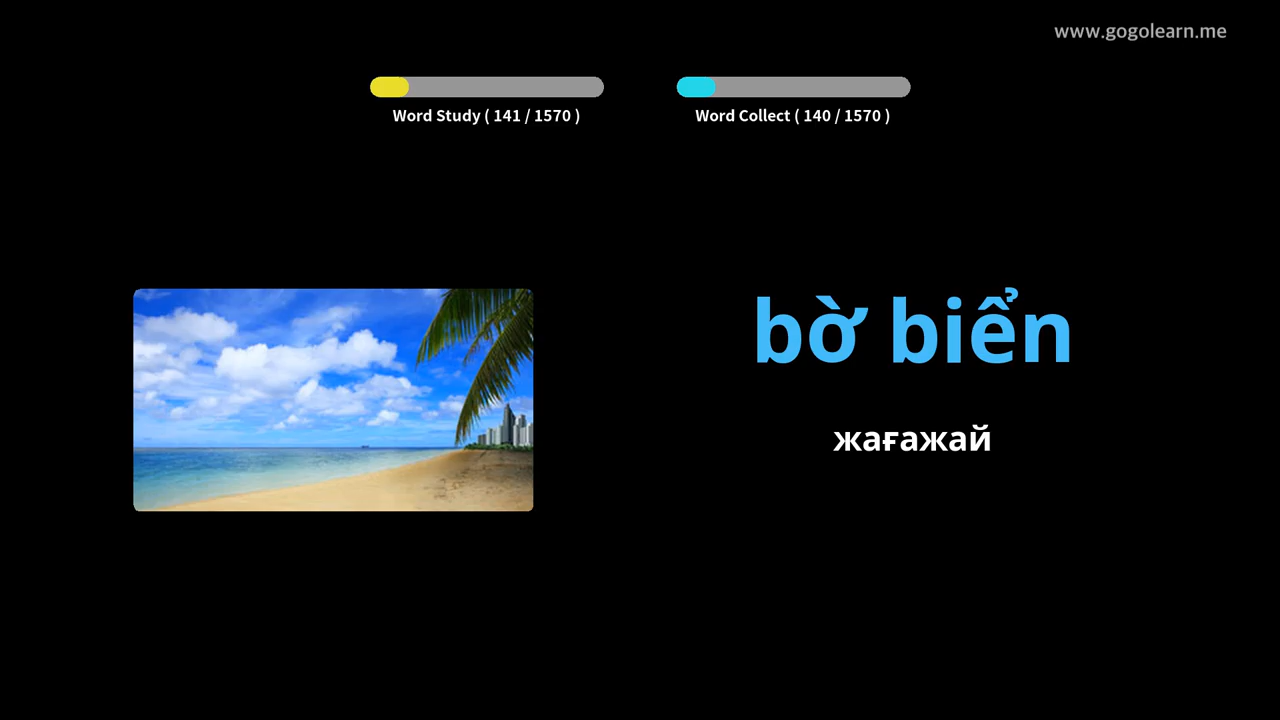 www.gogolearn.me
Word Study ( 141 / 1570 )
Word Collect ( 140 / 1570 )
bờ biển
жағажай